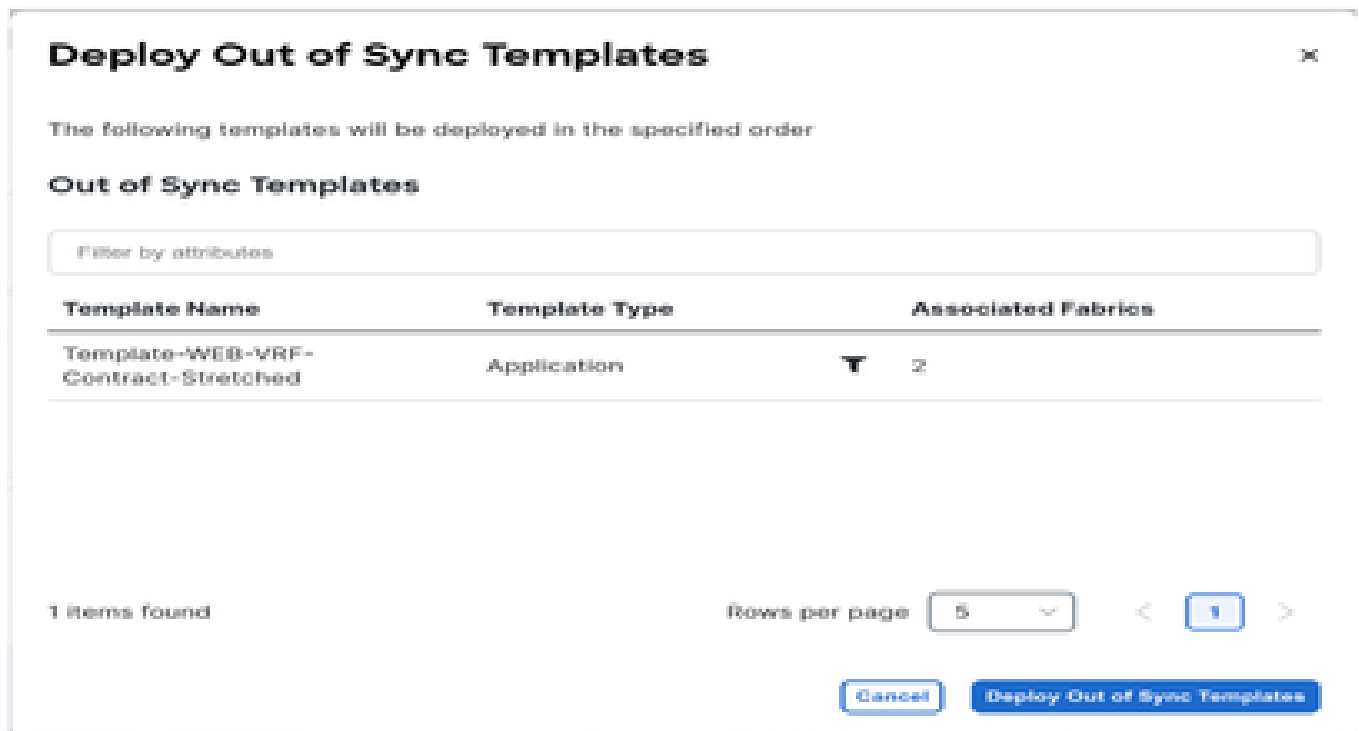 Deploy Out of Sync Templates
The following templates will be deployed in the specified order
Out of Sync Templates
Filter by attributes
Template Name Template Type Associated Fabrics
Template-WEB-VRF-
Contract-Stretched
Application 2
1 items found Rows per page 5 1
Cancel Deploy Out of Sync Templates